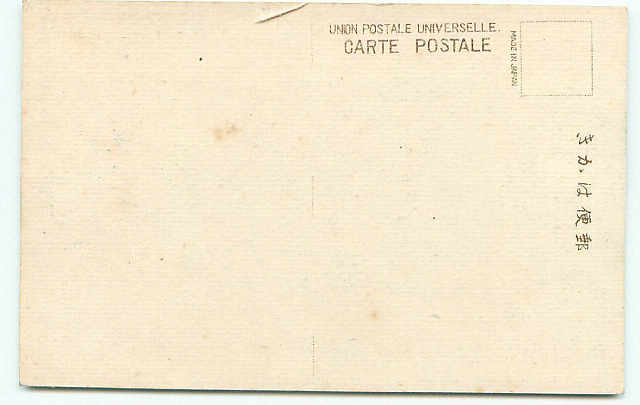 UNION POSTALE UNIVERSELLE.
CARTE POSTALE
MADE IN JAPAN
郵便はがき